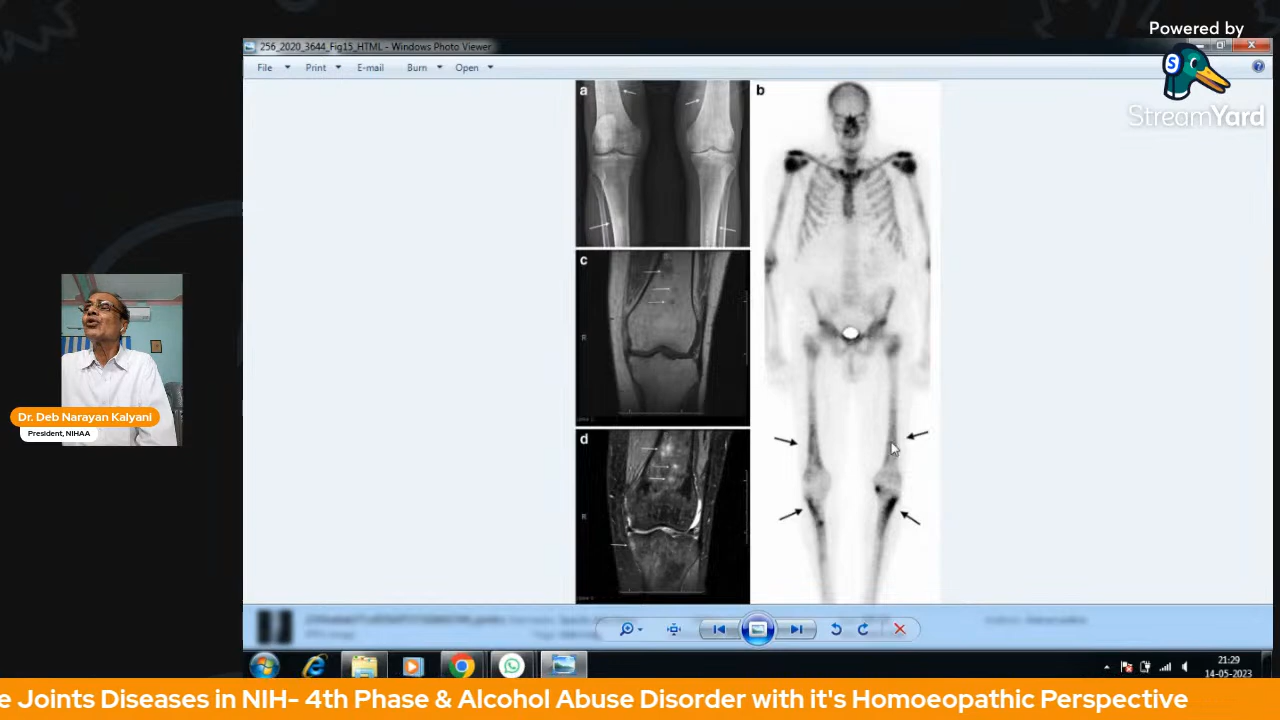 Powered by
StreamYard
256_2020_3644_Fig15_HTML - Windows Photo Viewer
File Print E-mail Burn Open
a
b
c
R
d
R
Dr. Deb Narayan Kalyani
President, NIHAA
21:29
14-05-2023
e Joints Diseases in NIH- 4th Phase & Alcohol Abuse Disorder with it's Homoeopathic Perspective